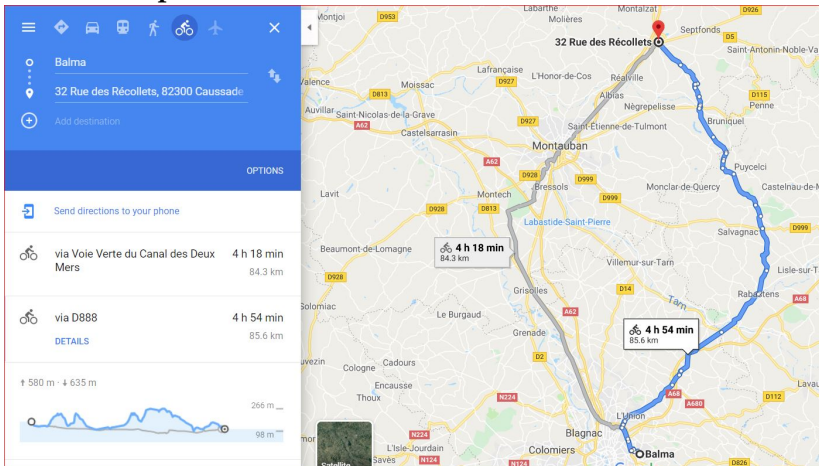 Balma
32 Rue des Récollets, 82300 Caussade
Add destination
OPTIONS
Send directions to your phone
via Voie Verte du Canal des Deux 4 h 18 min
Mers 84.3 km
via D888 4 h 54 min
85.6 km
DETAILS
↑ 580 m · ↓ 635 m
266 m
98 m
Montjoi
D953
Labarthe
Molières
Montalzat
D926
32 Rue des Récollets
Septfonds
D5
Saint-Antonin-Noble-Va
Lafrançaise
D927
L'Honor-de-Cos
Réalville
Valence
Moissac
D813
Albias
Nègrepelisse
D115
Penne
Auvillar
Saint-Nicolas-de-la-Grave
A62
Castelsarrasin
D927
Saint-Étienne-de-Tulmont
Bruniquel
Montauban
A62
Puycelci
D928
Bressols
D999
Monclar-de-Quercy
Castelnau-de-M
Lavit
Montech
D928
D813
Labastide-Saint-Pierre
Salvagnac
D999
Beaumont-de-Lomagne
4 h 18 min
84.3 km
Villemur-sur-Tarn
Lisle-sur-T
D928
Grisolles
D14
Tarn
Rabastens
A68
Solomiac
Le Burgaud
A62
4 h 54 min
85.6 km
Grenade
D2
uvezin
Cologne
Cadours
Encausse
Thoux
N224
A68
A680
D112
Lavau
L'Union
N224
Blagnac
L'Isle-Jourdain
Colomiers
Balma
Satellite
Savès
N124
N124
D826